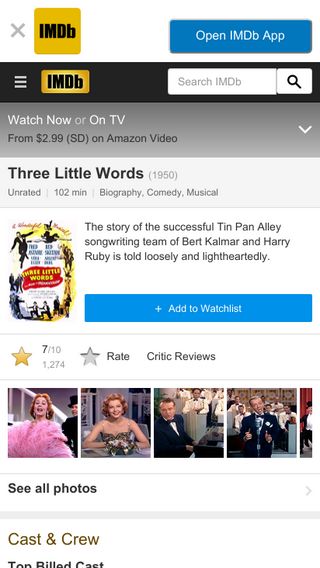 IMDb
Open IMDb App
IMDb
Search IMDb
Watch Now or On TV
From $2.99 (SD) on Amazon Video
Three Little Words (1950)
Unrated | 102 min | Biography, Comedy, Musical
THREE LITTLE WORDS
The story of the successful Tin Pan Alley
songwriting team of Bert Kalmar and Harry
Ruby is told loosely and lightheartedly.
+ Add to Watchlist
7/10
1,274
Rate
Critic Reviews
See all photos
Cast & Crew
Top Billed Cast